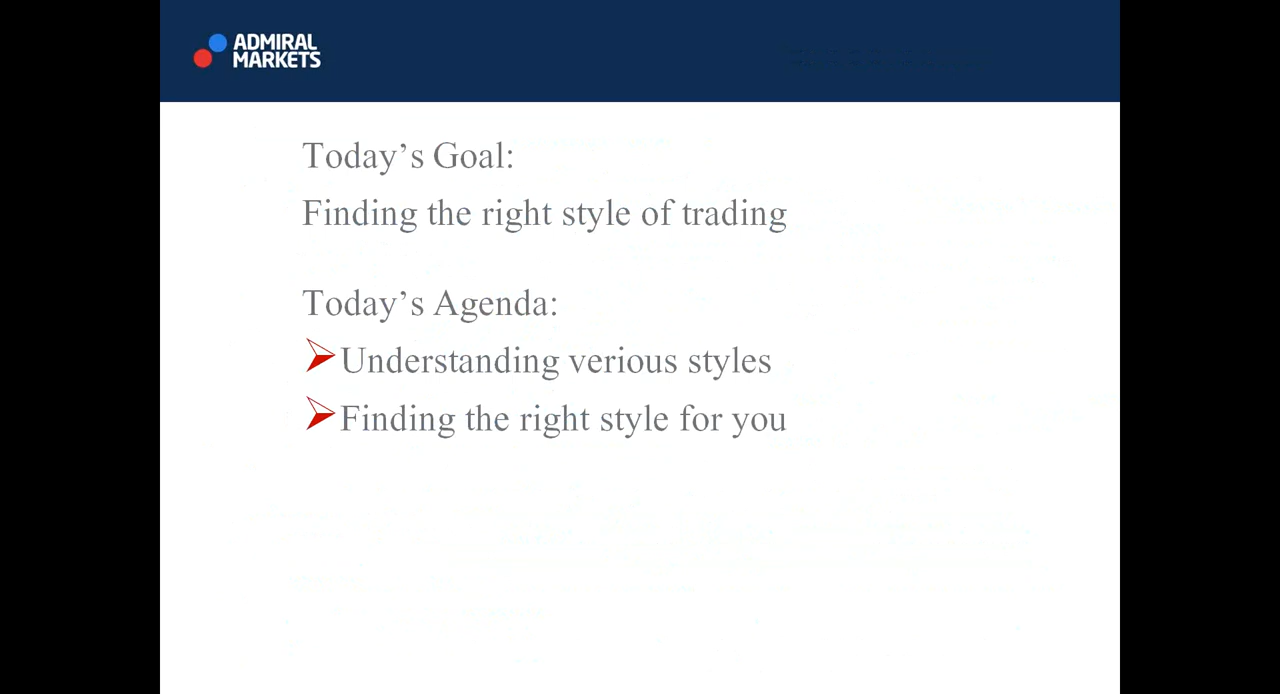 ADMIRAL
MARKETS
Today’s Goal:
Finding the right style of trading
Today’s Agenda:
Understanding verious styles
Finding the right style for you